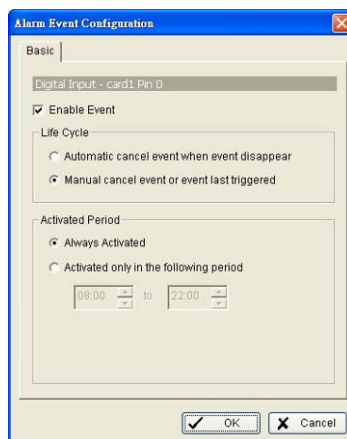 Alarm Event Configuration
Basic
Digital Input - card1 Pin 0
Enable Event
Life Cycle
Automatic cancel event when event disappear
Manual cancel event or event last triggered
Activated Period
Always Activated
Activated only in the following period
08:00 to 22:00
OK Cancel